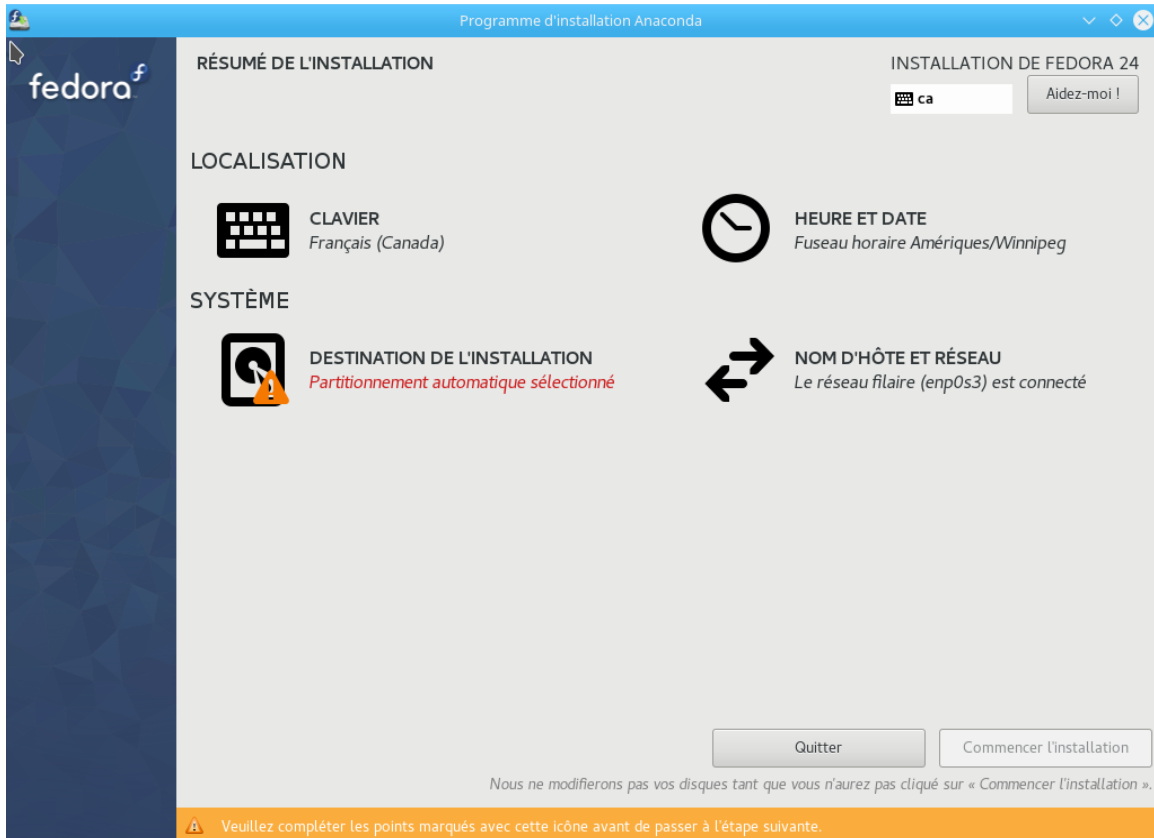 Programme d'installation Anaconda
fedora
RÉSUMÉ DE L'INSTALLATION
INSTALLATION DE FEDORA 24
ca
Aidez-moi !
LOCALISATION
CLAVIER
Français (Canada)
HEURE ET DATE
Fuseau horaire Amériques/Winnipeg
SYSTÈME
DESTINATION DE L'INSTALLATION
Partitionnement automatique sélectionné
NOM D'HÔTE ET RÉSEAU
Le réseau filaire (enp0s3) est connecté
Quitter
Commencer l'installation
Nous ne modifierons pas vos disques tant que vous n'aurez pas cliqué sur « Commencer l'installation ».
Veuillez compléter les points marqués avec cette icône avant de passer à l'étape suivante.